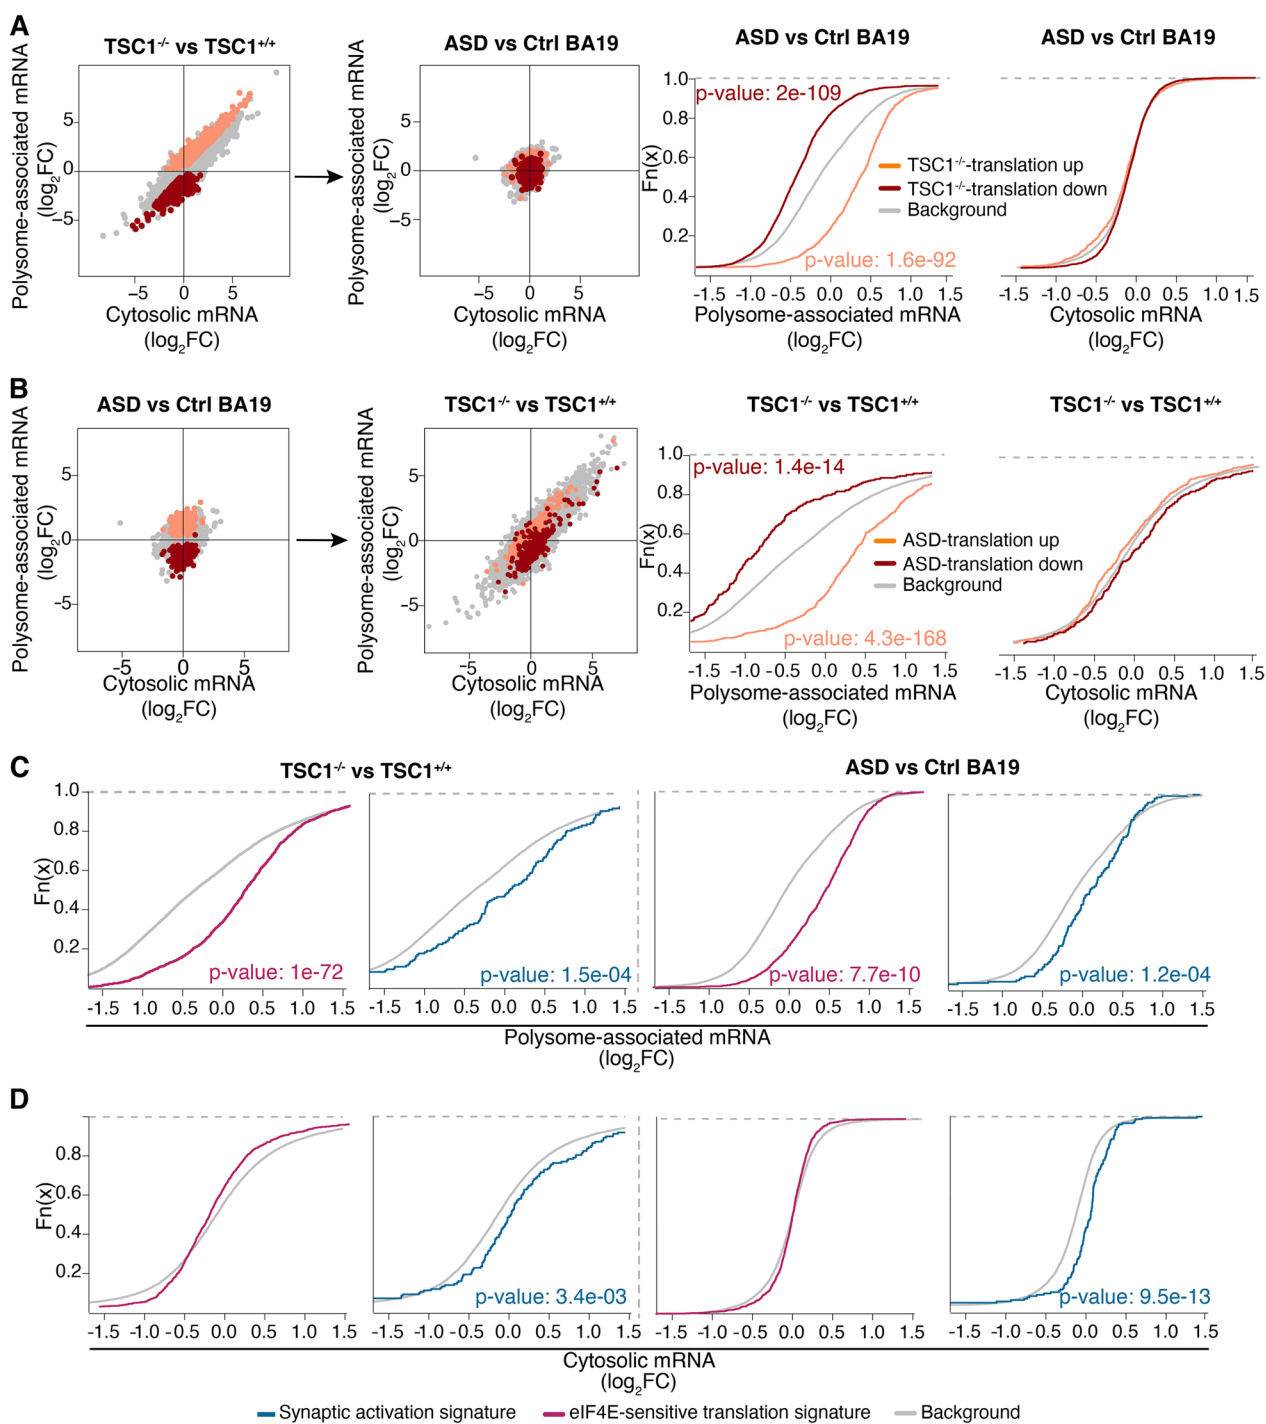 A
TSC1-/- vs TSC1+/+
ASD vs Ctrl BA19
ASD vs Ctrl BA19
ASD vs Ctrl BA19
Polysome-associated mRNA
(log2FC)
5
0
−5
−5 0 5
Cytosolic mRNA
(log2FC)
Polysome-associated mRNA
(log2FC)
5
0
−5
−5 0 5
Cytosolic mRNA
(log2FC)
Fn(x)
1.0
0.8
0.6
0.4
0.2
p-value: 2e-109
TSC1-/--translation up
TSC1-/--translation down
Background
p-value: 1.6e-92
-1.5 -1.0 -0.5 0.0 0.5 1.0 1.5
Polysome-associated mRNA
(log2FC)
-1.5 -1.0 -0.5 0.0 0.5 1.0 1.5
Cytosolic mRNA
(log2FC)
B
ASD vs Ctrl BA19
TSC1-/- vs TSC1+/+
TSC1-/- vs TSC1+/+
TSC1-/- vs TSC1+/+
Polysome-associated mRNA
(log2FC)
5
0
−5
−5 0 5
Cytosolic mRNA
(log2FC)
Polysome-associated mRNA
(log2FC)
5
0
−5
−5 0 5
Cytosolic mRNA
(log2FC)
Fn(x)
1.0
0.8
0.6
0.4
0.2
p-value: 1.4e-14
ASD-translation up
ASD-translation down
Background
p-value: 4.3e-168
-1.5 -1.0 -0.5 0.0 0.5 1.0 1.5
Polysome-associated mRNA
(log2FC)
-1.5 -1.0 -0.5 0.0 0.5 1.0 1.5
Cytosolic mRNA
(log2FC)
C
TSC1-/- vs TSC1+/+
ASD vs Ctrl BA19
Fn(x)
1.0
0.8
0.6
0.4
0.2
p-value: 1e-72
p-value: 1.5e-04
p-value: 7.7e-10
p-value: 1.2e-04
-1.5 1.0 0.5 0.0 0.5 1.0 1.5
-1.5 1.0 0.5 0.0 0.5 1.0 1.5
-1.5 1.0 0.5 0.0 0.5 1.0 1.5
-1.5 1.0 0.5 0.0 0.5 1.0 1.5
Polysome-associated mRNA
(log2FC)
D
Fn(x)
0.8
0.6
0.4
0.2
p-value: 3.4e-03
p-value: 9.5e-13
-1.5 -1.0 -0.5 0.0 0.5 1.0 1.5
-1.5 -1.0 -0.5 0.0 0.5 1.0 1.5
-1.5 -1.0 -0.5 0.0 0.5 1.0 1.5
-1.5 -1.0 -0.5 0.0 0.5 1.0 1.5
Cytosolic mRNA
(log2FC)
Synaptic activation signature
eIF4E-sensitive translation signature
Background